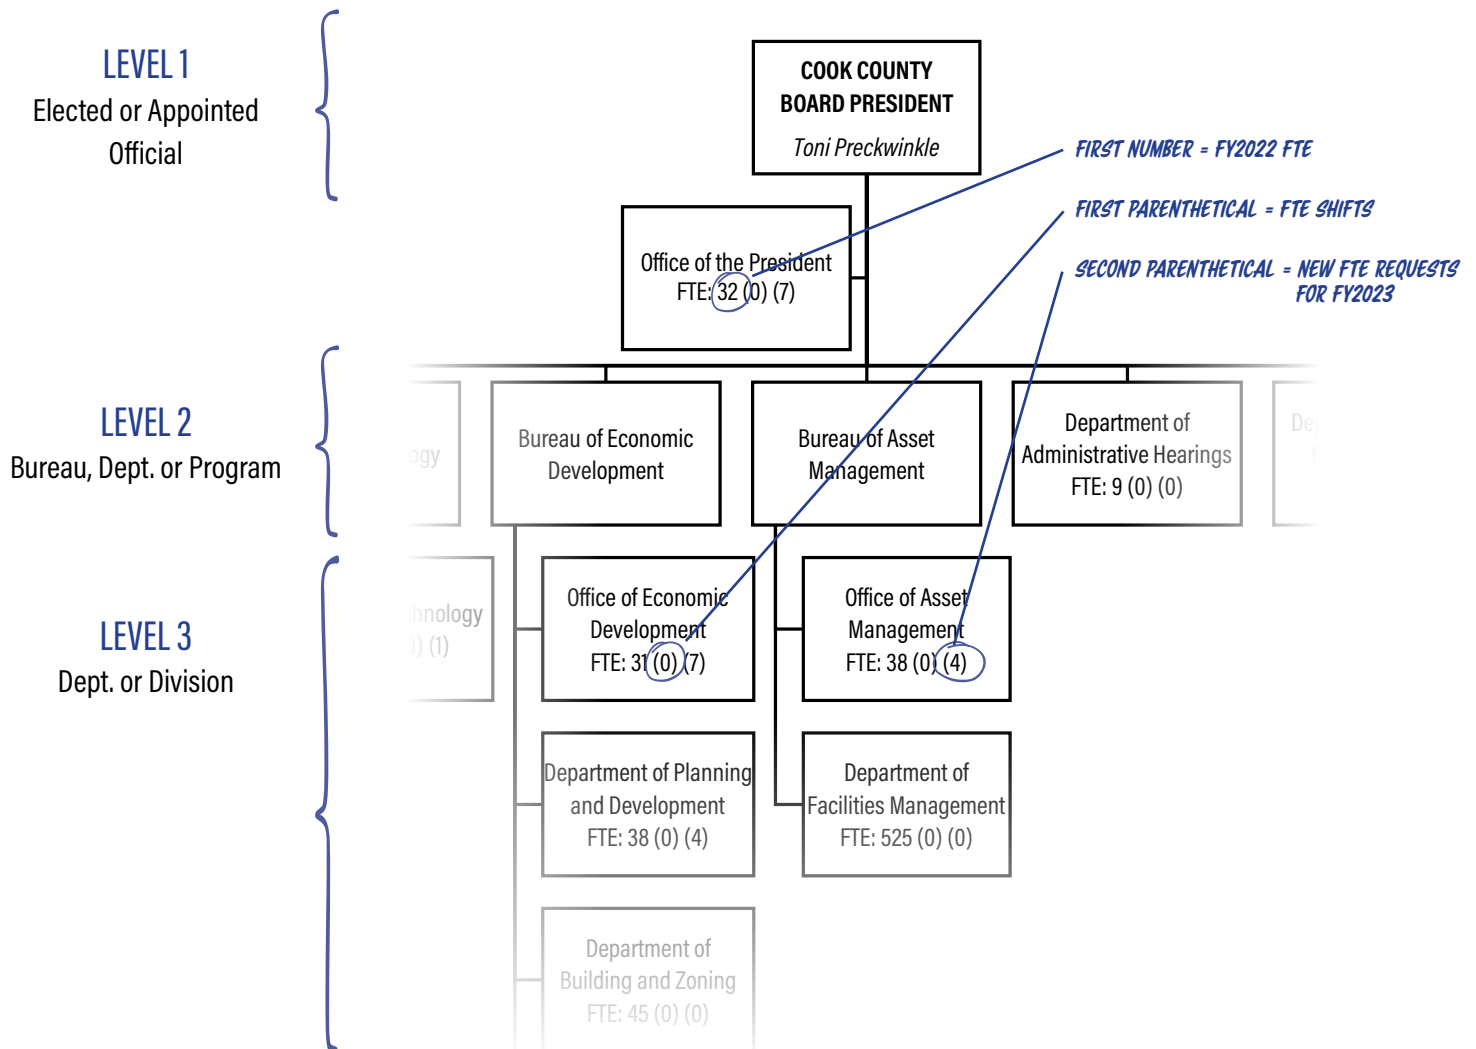 LEVEL 1
Elected or Appointed
Official
COOK COUNTY
BOARD PRESIDENT
Toni Preckwinkle
FIRST NUMBER = FY2022 FTE
FIRST PARENTHETICAL = FTE SHIFTS
SECOND PARENTHETICAL = NEW FTE REQUESTS
FOR FY2023
Office of the President
FTE: 32 (0) (7)
LEVEL 2
Bureau, Dept. or Program
ogy
Bureau of Economic
Development
Bureau of Asset
Management
Department of
Administrative Hearings
FTE: 9 (0) (0)
De
LEVEL 3
Dept. or Division
hnology
) (1)
Office of Economic
Development
FTE: 31 (0) (7)
Office of Asset
Management
FTE: 38 (0) (4)
Department of Planning
and Development
FTE: 38 (0) (4)
Department of
Facilities Management
FTE: 525 (0) (0)
Department of
Building and Zoning
FTE: 45 (0) (0)